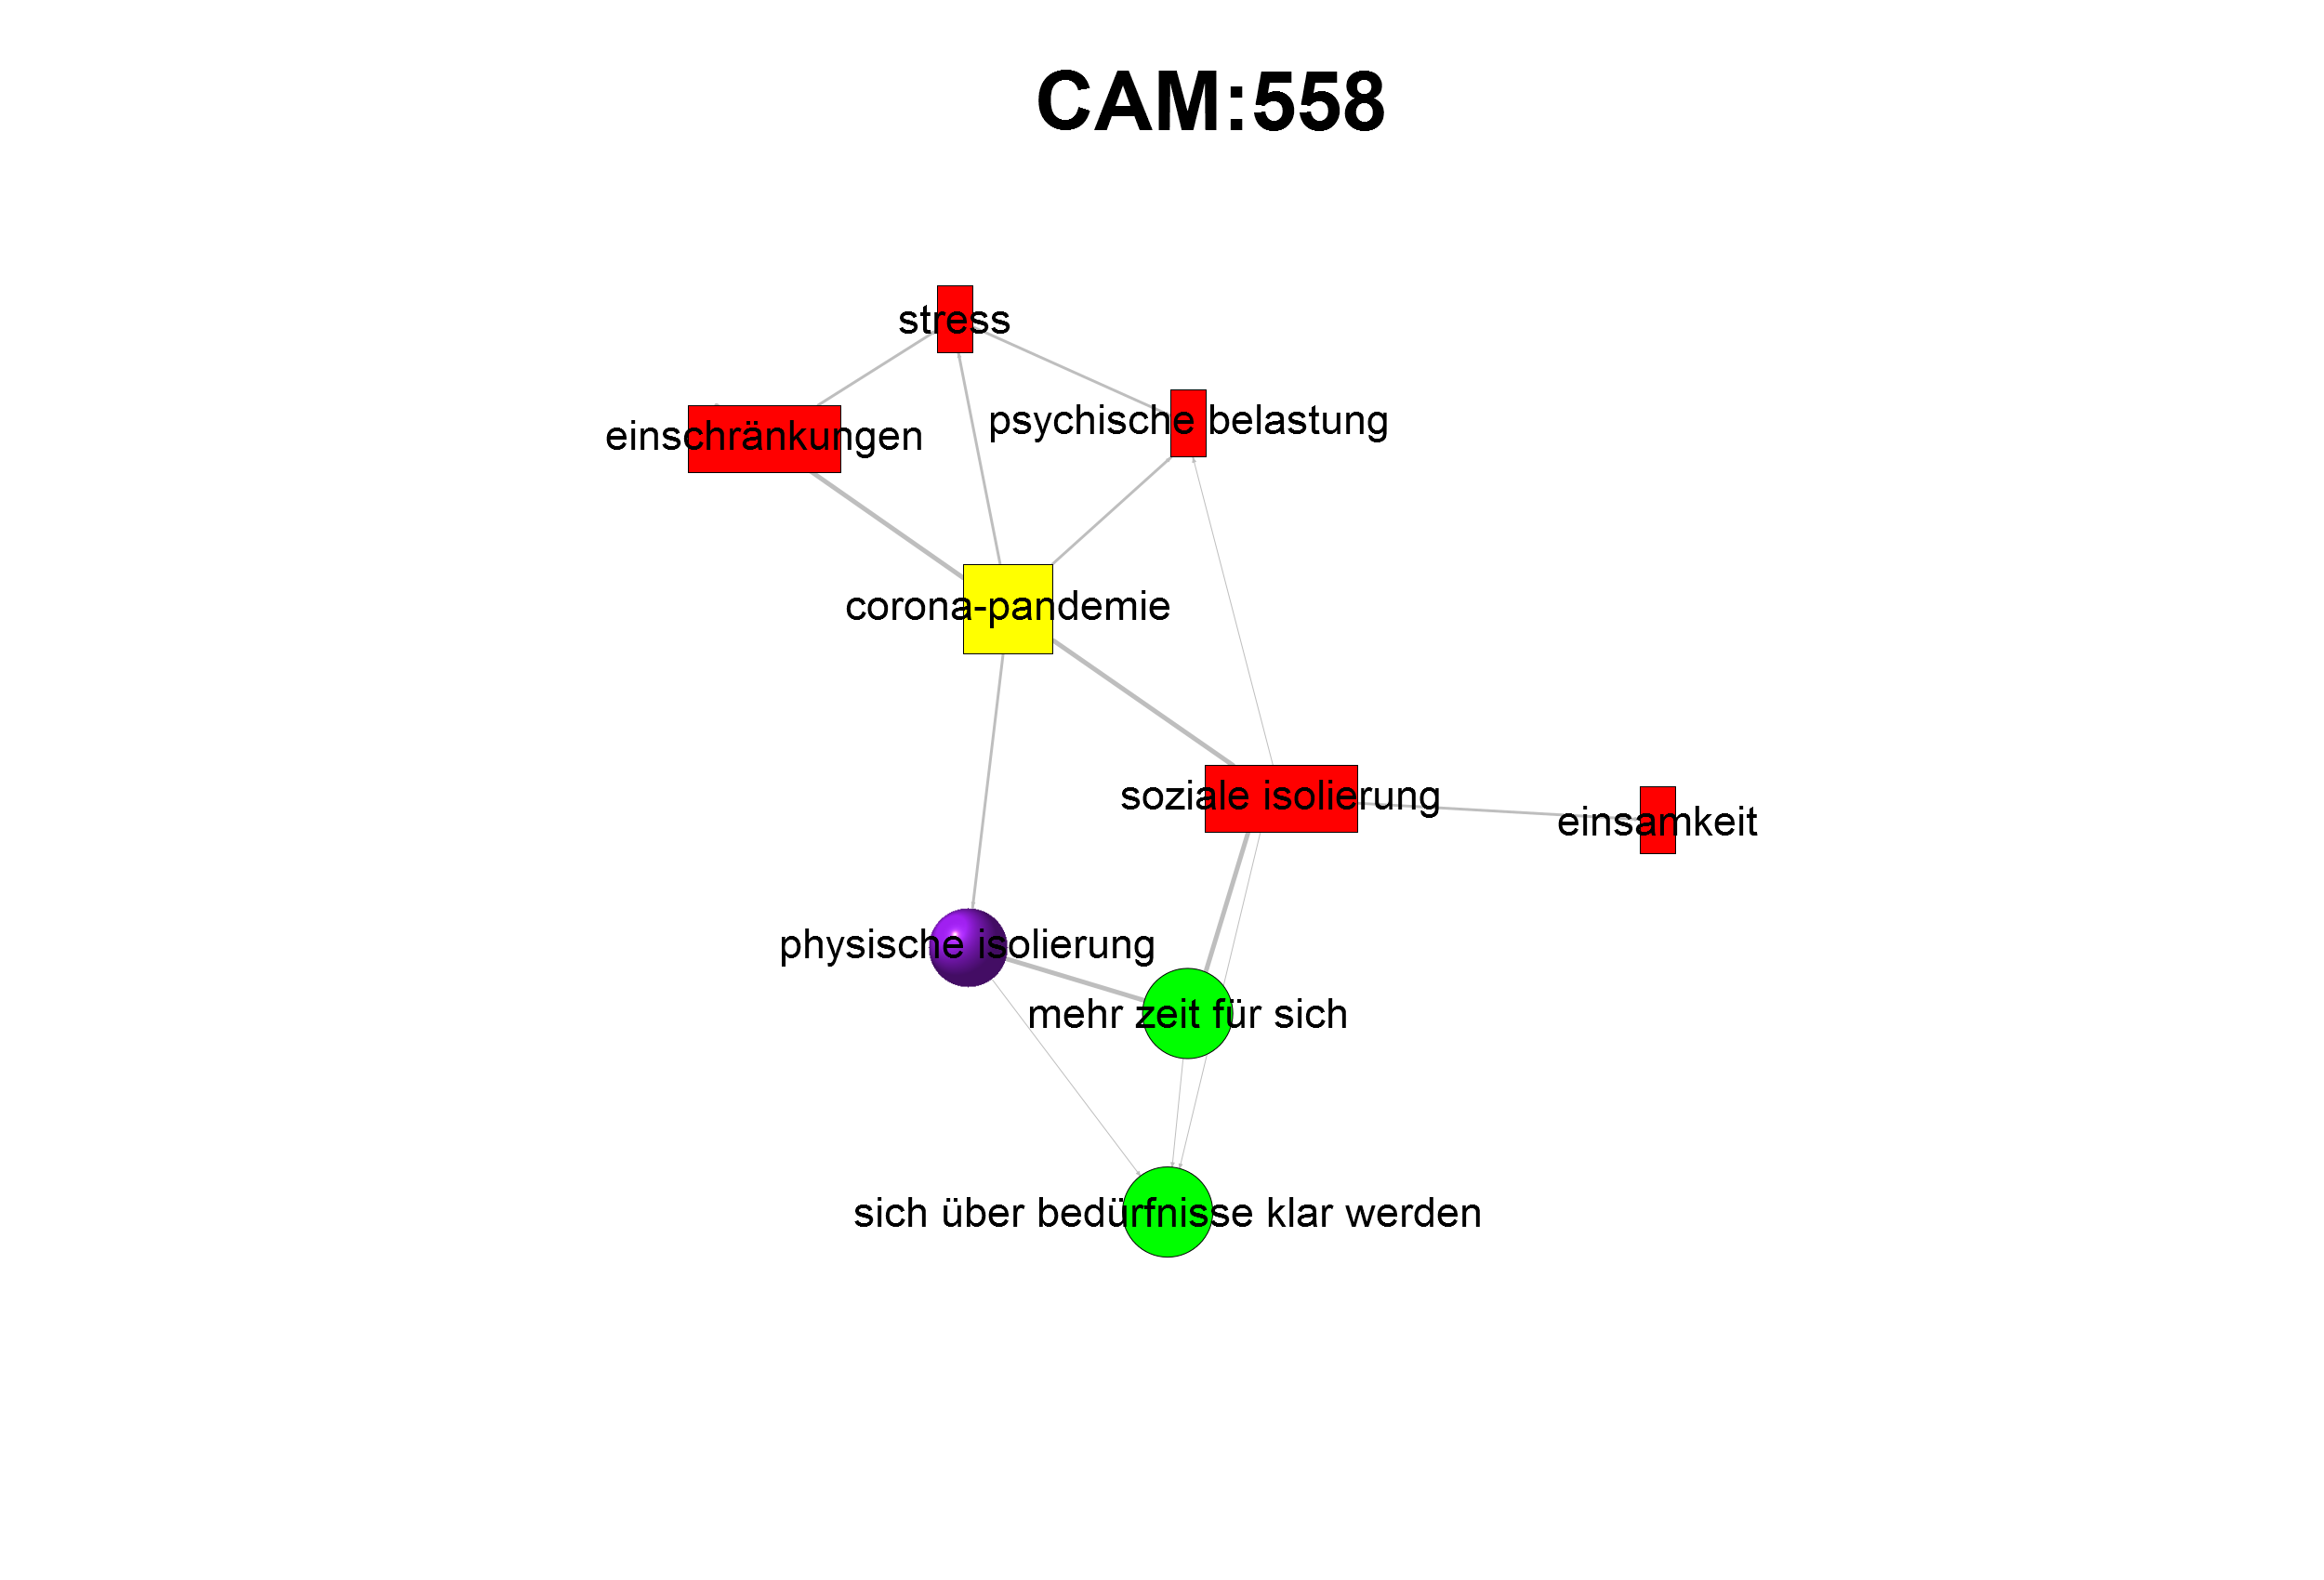 CAM:558
stress
psychische belastung
einschränkungen
corona-pandemie
soziale isolierung
einsamkeit
physische isolierung
mehr zeit für sich
sich über bedürfnisse klar werden